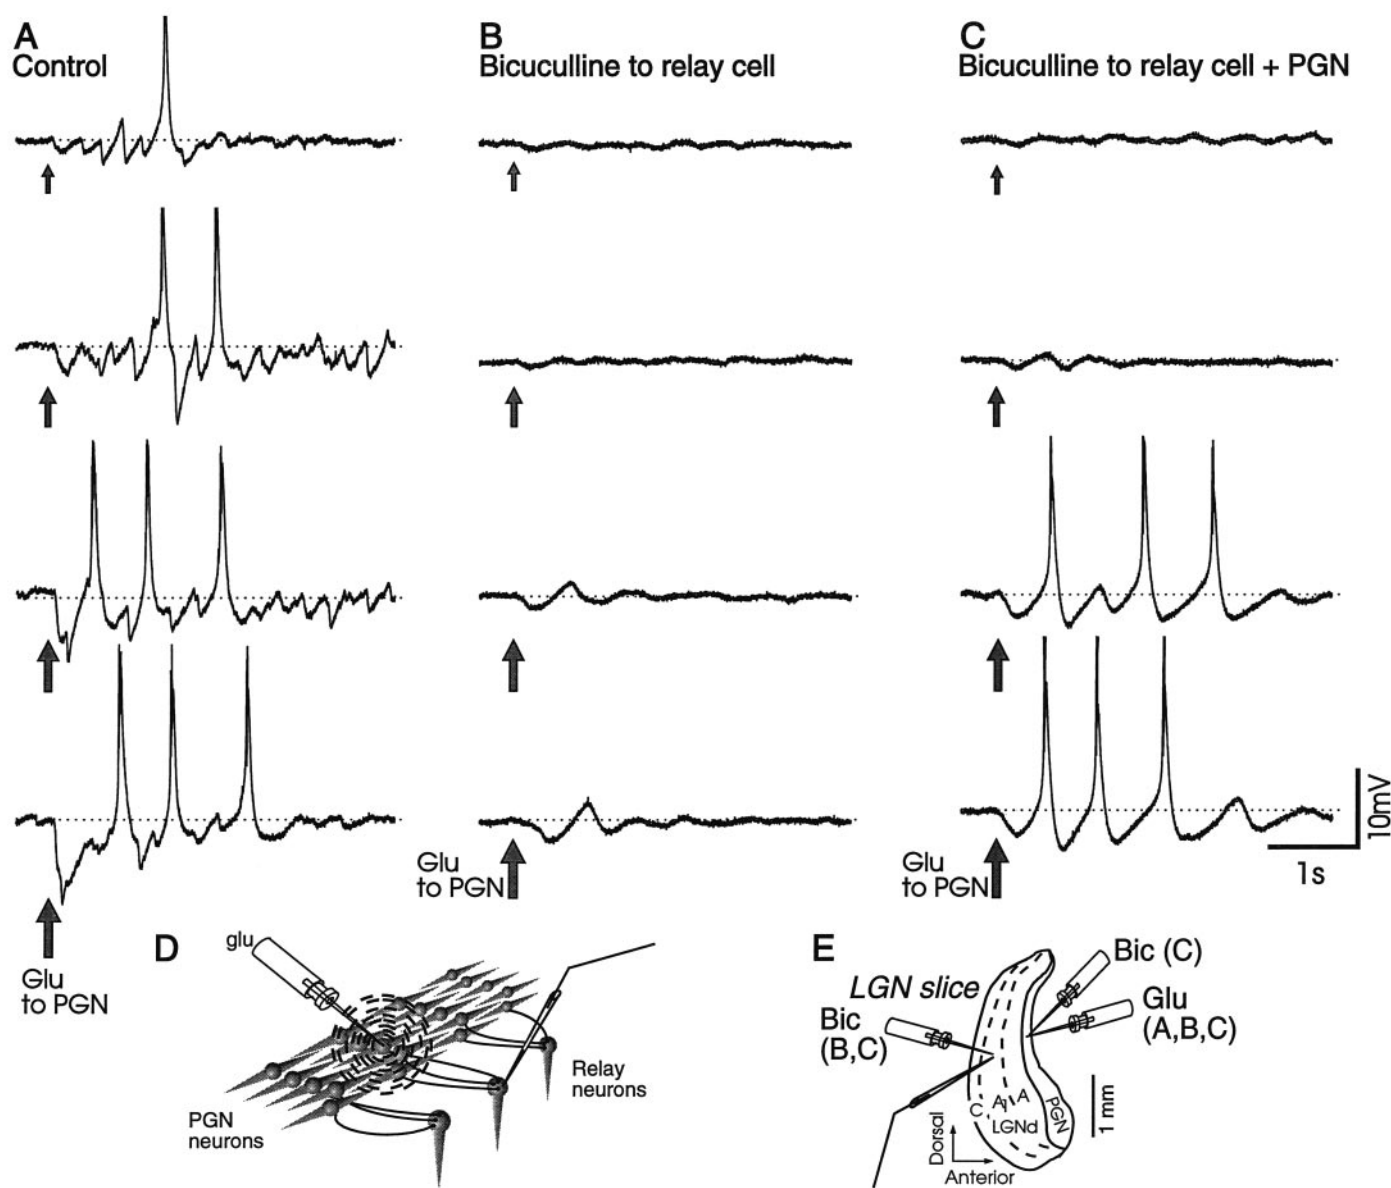 A
Control
B
Bicuculline to relay cell
C
Bicuculline to relay cell + PGN
Glu
to PGN
Glu
to PGN
Glu
to PGN
10mV
1s
D
glu
PGN
neurons
Relay
neurons
E
LGN slice
Bic (C)
Glu
(A,B,C)
Bic
(B,C)
C
A1
A
LGNd
PGN
1 mm
Dorsal
Anterior